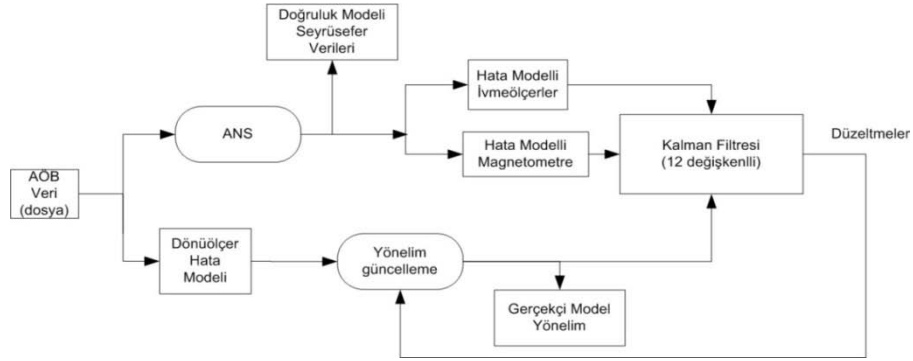 Doğruluk Modeli
Seyrüsefer
Verileri
Hata Modelli
İvmeölçerler
ANS
Hata Modelli
Magnetometre
Kalman Filtresi
(12 değişkenlli)
Düzeltmeler
AÖB
Veri
(dosya)
Dönüölçer
Hata
Modeli
Yönelim
güncelleme
Gerçekçi Model
Yönelim